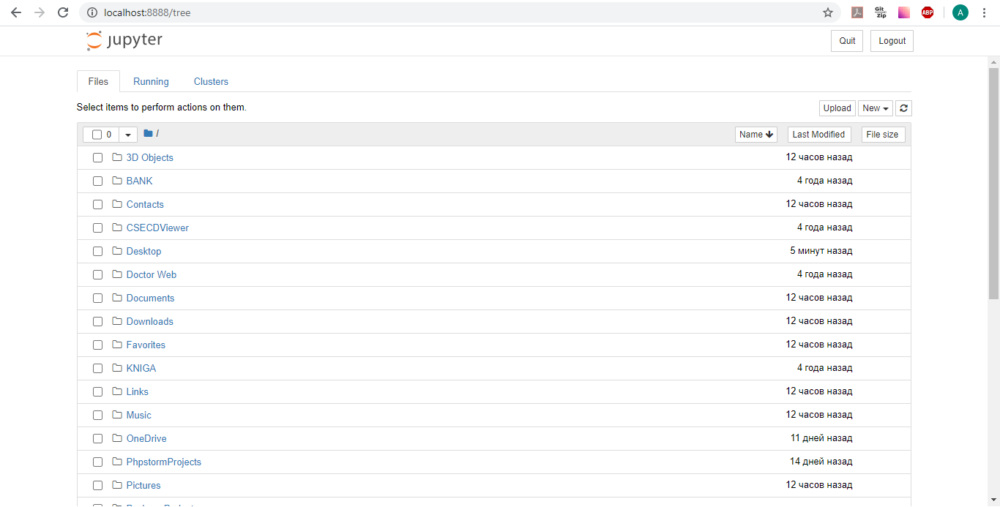 localhost:8888/tree
Git Zip
ABP
A
jupyter
Quit
Logout
Files
Running
Clusters
Select items to perform actions on them.
Upload
New
0
/
Name
Last Modified
File size
3D Objects
12 часов назад
BANK
4 года назад
Contacts
12 часов назад
CSECDViewer
4 года назад
Desktop
5 минут назад
Doctor Web
4 года назад
Documents
12 часов назад
Downloads
12 часов назад
Favorites
12 часов назад
KNIGA
4 года назад
Links
12 часов назад
Music
12 часов назад
OneDrive
11 дней назад
PhpstormProjects
14 дней назад
Pictures
12 часов назад